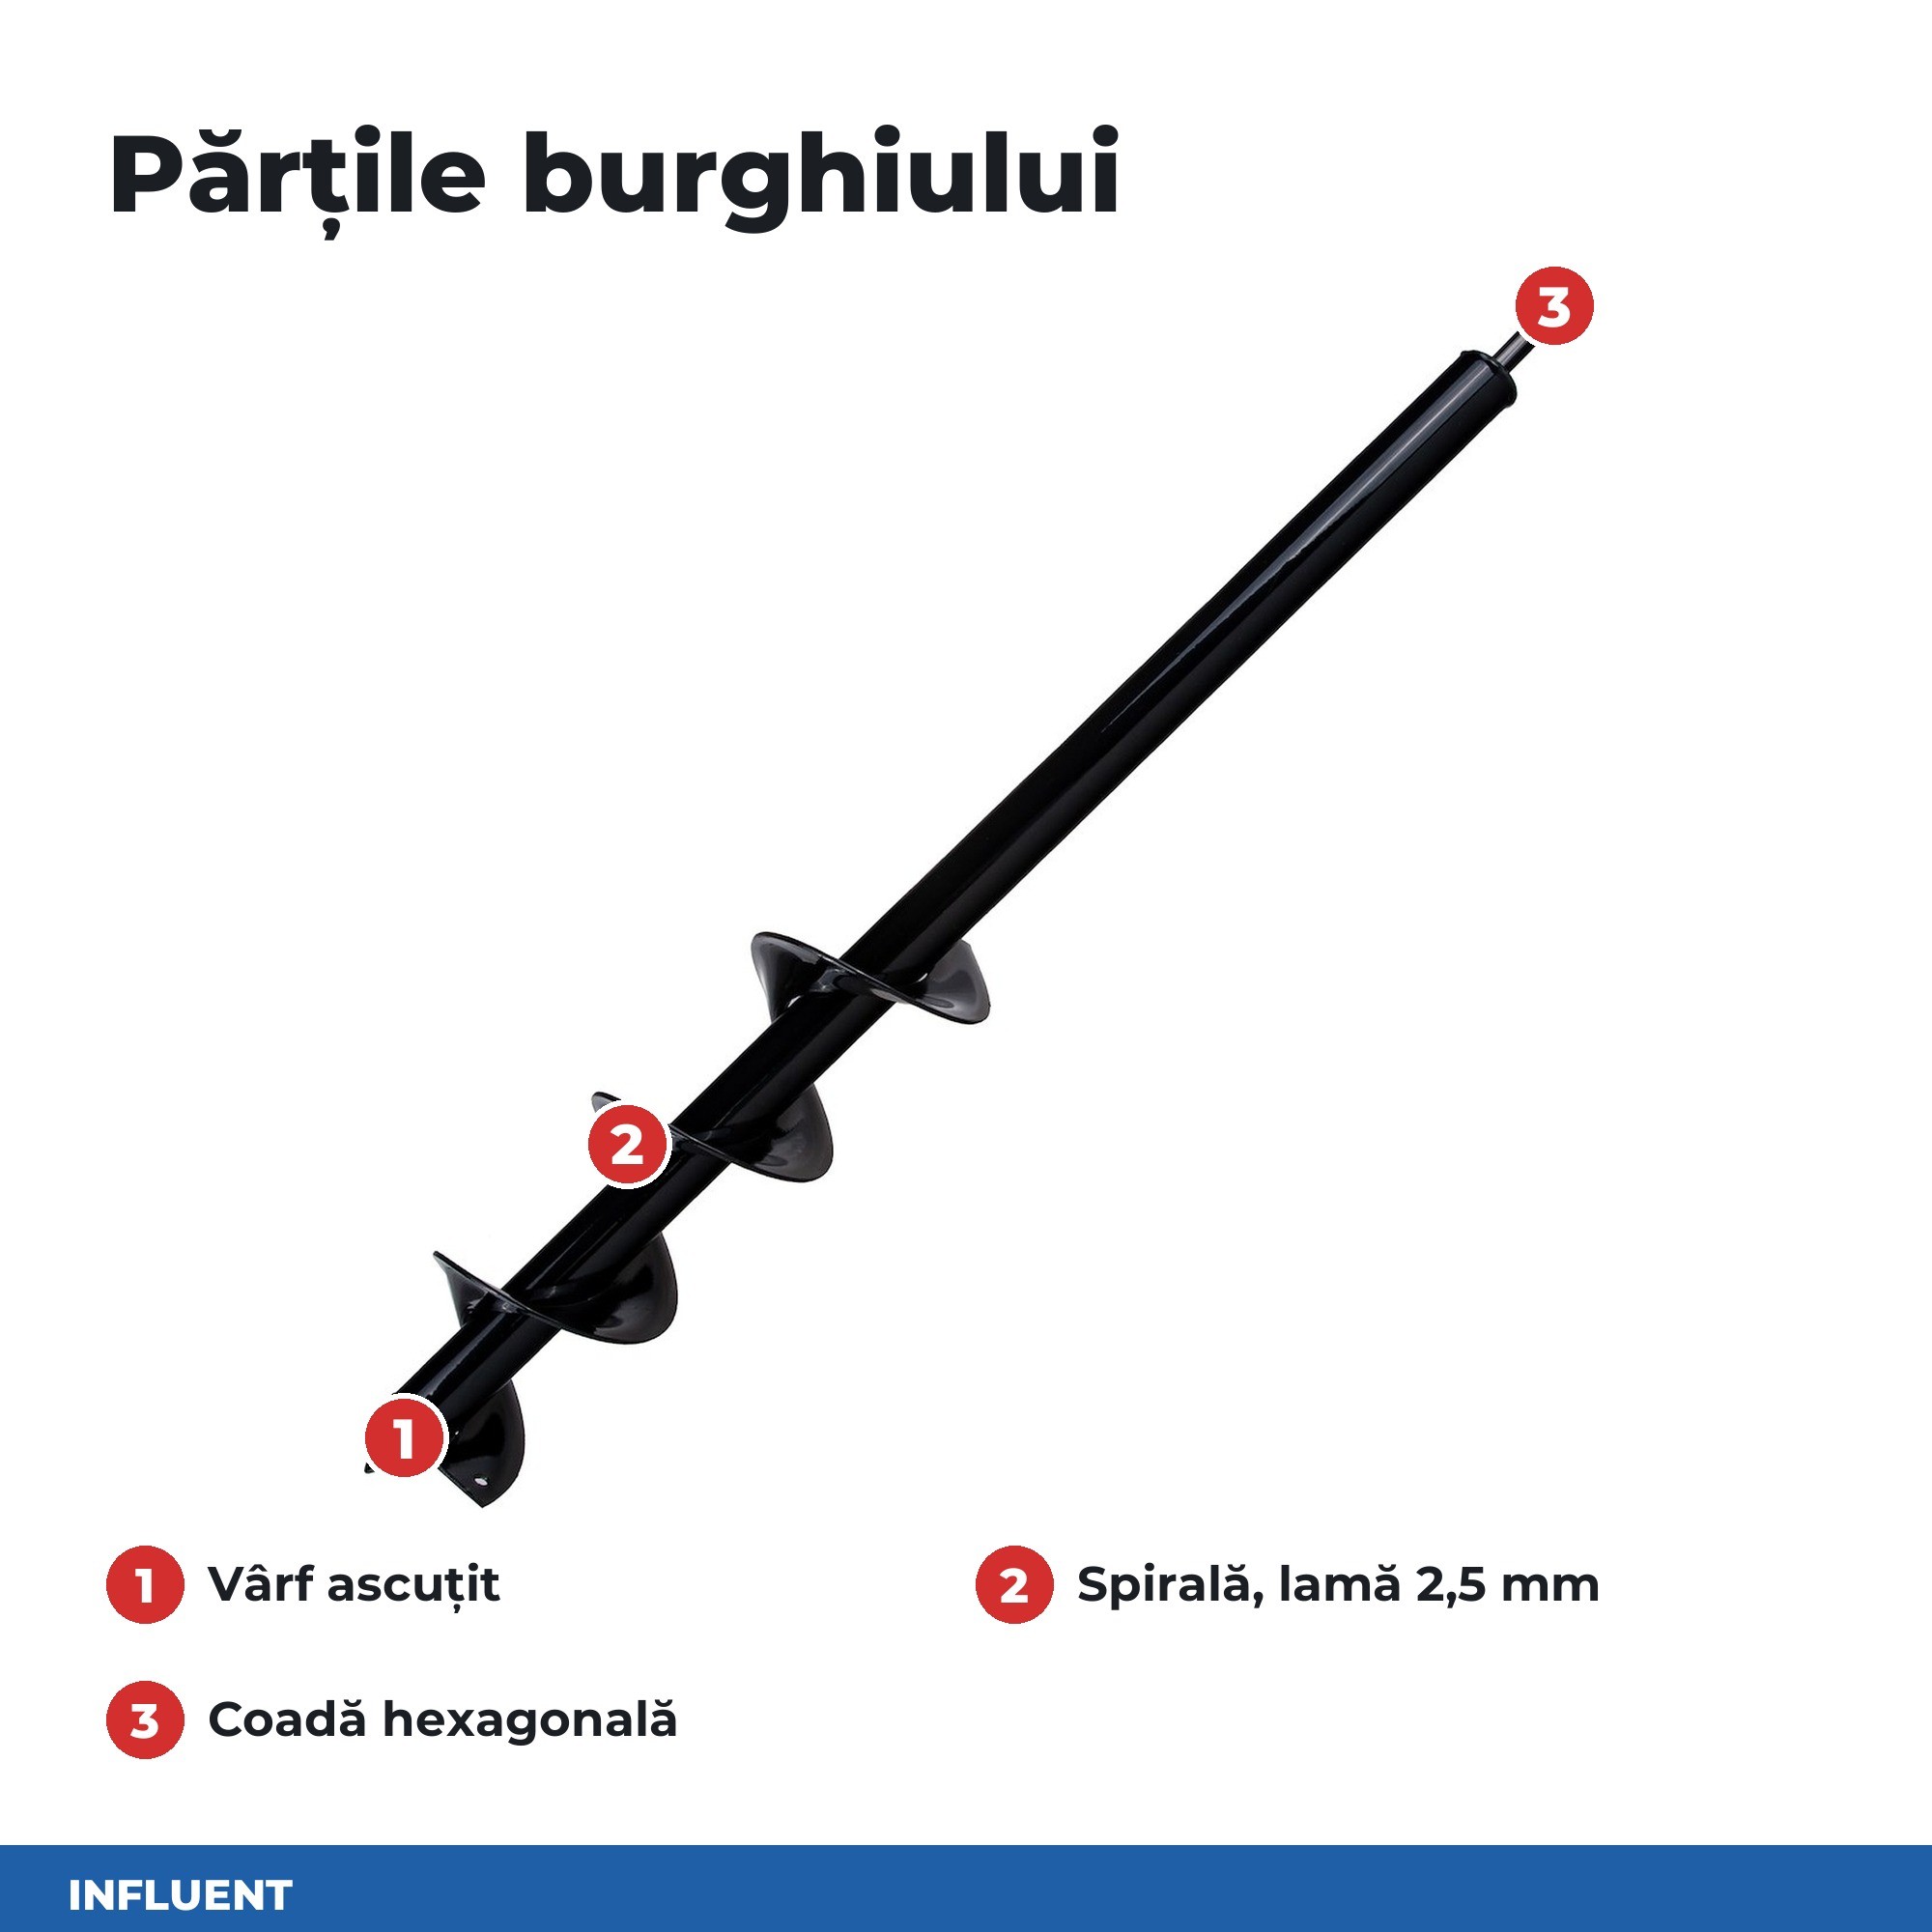 Părțile burghiului
3
2
1
1 Vârf ascuțit
2 Spirală, lamă 2,5 mm
3 Coadă hexagonală
INFLUENT